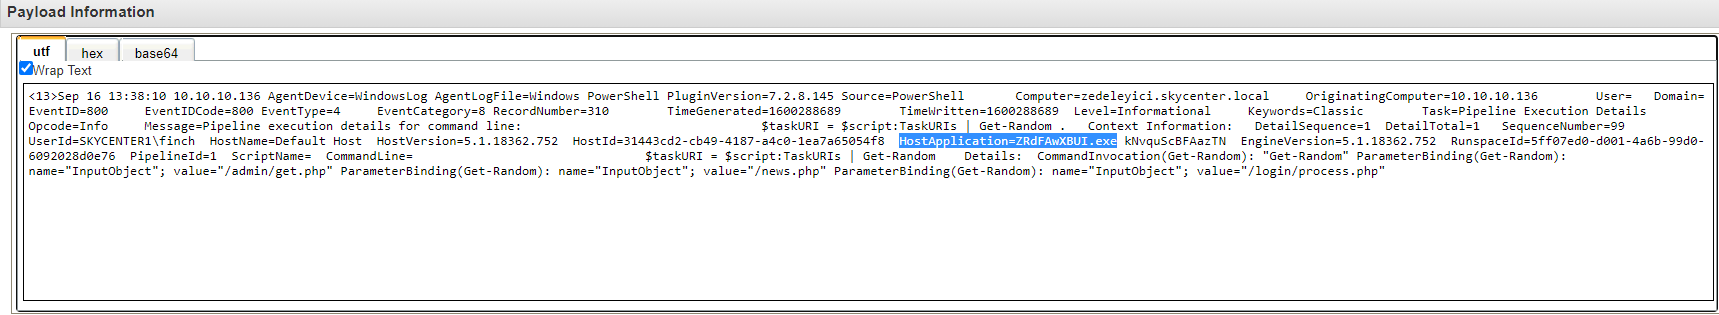 Payload Information
utf hex base64
Wrap Text
<13>Sep 16 13:38:10 10.10.10.136 AgentDevice=WindowsLog AgentLogFile=Windows PowerShell PluginVersion=7.2.8.145 Source=PowerShell Computer=zedeleyici.skycenter.local OriginatingComputer=10.10.10.136 User= Domain=
EventID=800 EventIDCode=800 EventType=4 EventCategory=8 RecordNumber=310 TimeGenerated=1600288689 TimeWritten=1600288689 Level=Informational Keywords=Classic Task=Pipeline Execution Details
Opcode=Info Message=Pipeline execution details for command line: $taskURI = $script:TaskURIs | Get-Random . Context Information: DetailSequence=1 DetailTotal=1 SequenceNumber=99
UserId=SKYCENTER1\finch HostName=Default Host HostVersion=5.1.18362.752 HostId=31443cd2-cb49-4187-a4c0-1ea7a65054f8 HostApplication=ZRdFAwXBUI.exe kNvquScBFAazTN EngineVersion=5.1.18362.752 RunspaceId=5ff07ed0-d001-4a6b-99d0-
6092028d0e76 PipelineId=1 ScriptName= CommandLine= $taskURI = $script:TaskURIs | Get-Random Details: CommandInvocation(Get-Random): "Get-Random" ParameterBinding(Get-Random):
name="InputObject"; value="/admin/get.php" ParameterBinding(Get-Random): name="InputObject"; value="/news.php" ParameterBinding(Get-Random): name="InputObject"; value="/login/process.php"